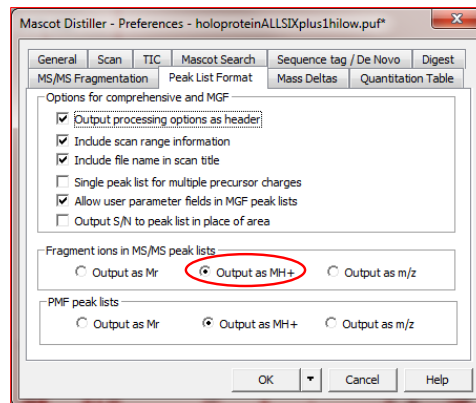 Mascot Distiller - Preferences - holoproteinALLSIXplus1hilow.puf*
General Scan TIC Mascot Search Sequence tag / De Novo Digest
MS/MS Fragmentation Peak List Format Mass Deltas Quantitation Table
Options for comprehensive and MGF
Output processing options as header
Include scan range information
Include file name in scan title
Single peak list for multiple precursor charges
Allow user parameter fields in MGF peak lists
Output S/N to peak list in place of area
Fragment ions in MS/MS peak lists
Output as Mr Output as MH+ Output as m/z
PMF peak lists
Output as Mr Output as MH+ Output as m/z
OK Cancel Help